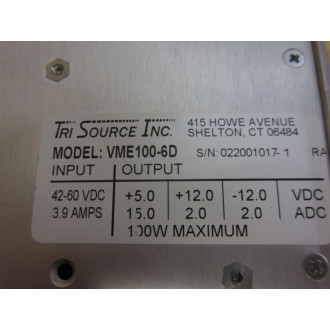 TRI SOURCE INC.
415 HOWE AVENUE
SHELTON, CT 06484
MODEL: VME100-6D
S/N: 022001017-1 RA
INPUT OUTPUT
42-60 VDC +5.0 +12.0 -12.0 VDC
3.9 AMPS 15.0 2.0 2.0 ADC
100W MAXIMUM